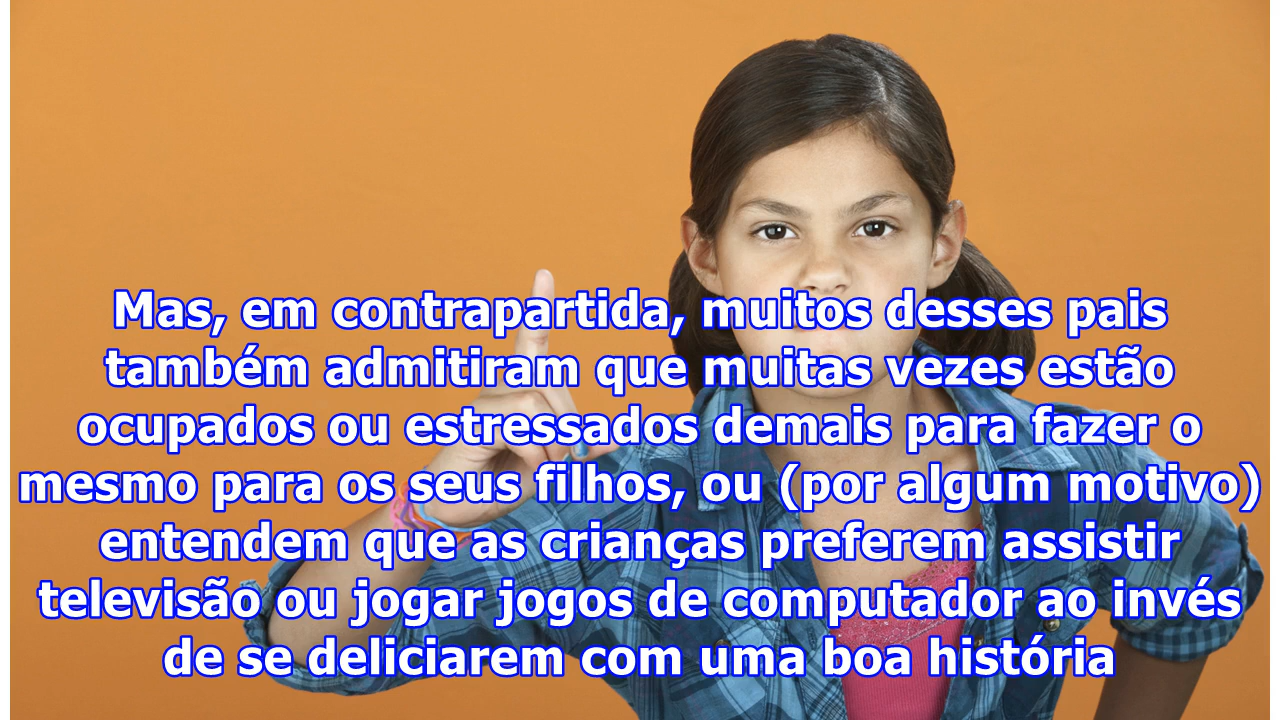 Mas, em contrapartida, muitos desses pais
também admitiram que muitas vezes estão
ocupados ou estressados demais para fazer o
mesmo para os seus filhos, ou (por algum motivo)
entendem que as crianças preferem assistir
televisão ou jogar jogos de computador ao invés
de se deliciarem com uma boa história